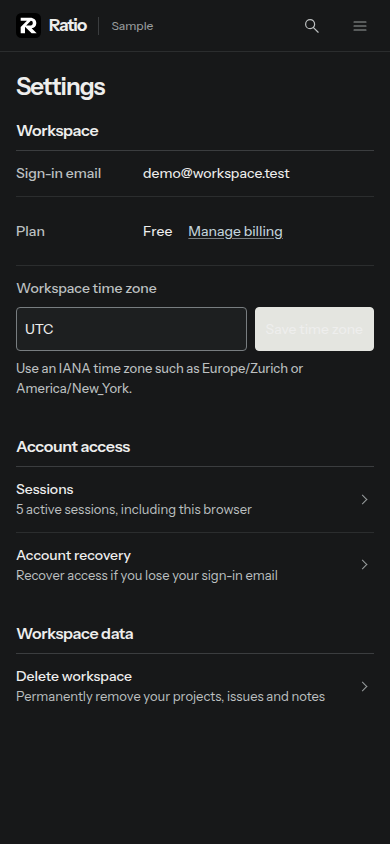 Ratio
Sample
Settings
Workspace
Sign-in email demo@workspace.test
Plan Free Manage billing
Workspace time zone
UTC Save time zone
Use an IANA time zone such as Europe/Zurich or
America/New_York.
Account access
Sessions
5 active sessions, including this browser
Account recovery
Recover access if you lose your sign-in email
Workspace data
Delete workspace
Permanently remove your projects, issues and notes